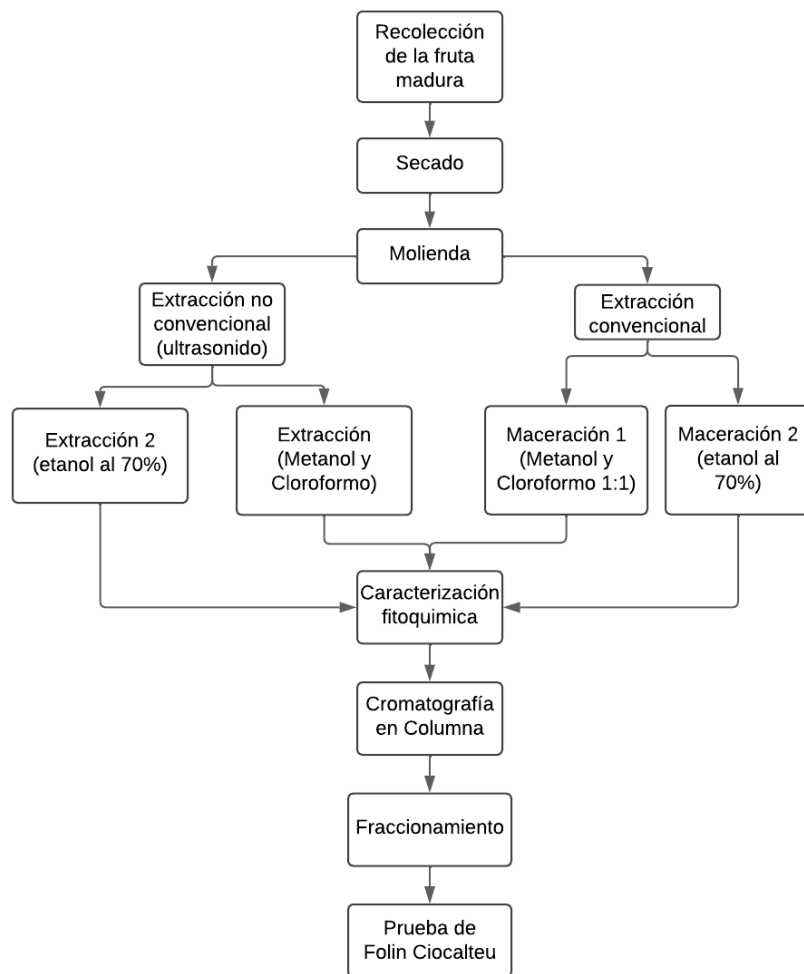 Recolección
de la fruta
madura
Secado
Molienda
Extracción no
convencional
(ultrasonido)
Extracción
convencional
Extracción 2
(etanol al 70%)
Extracción
(Metanol y
Cloroformo)
Maceración 1
(Metanol y
Cloroformo 1:1)
Maceración 2
(etanol al
70%)
Caracterización
fitoquimica
Cromatografía
en Columna
Fraccionamiento
Prueba de
Folin Ciocalteu